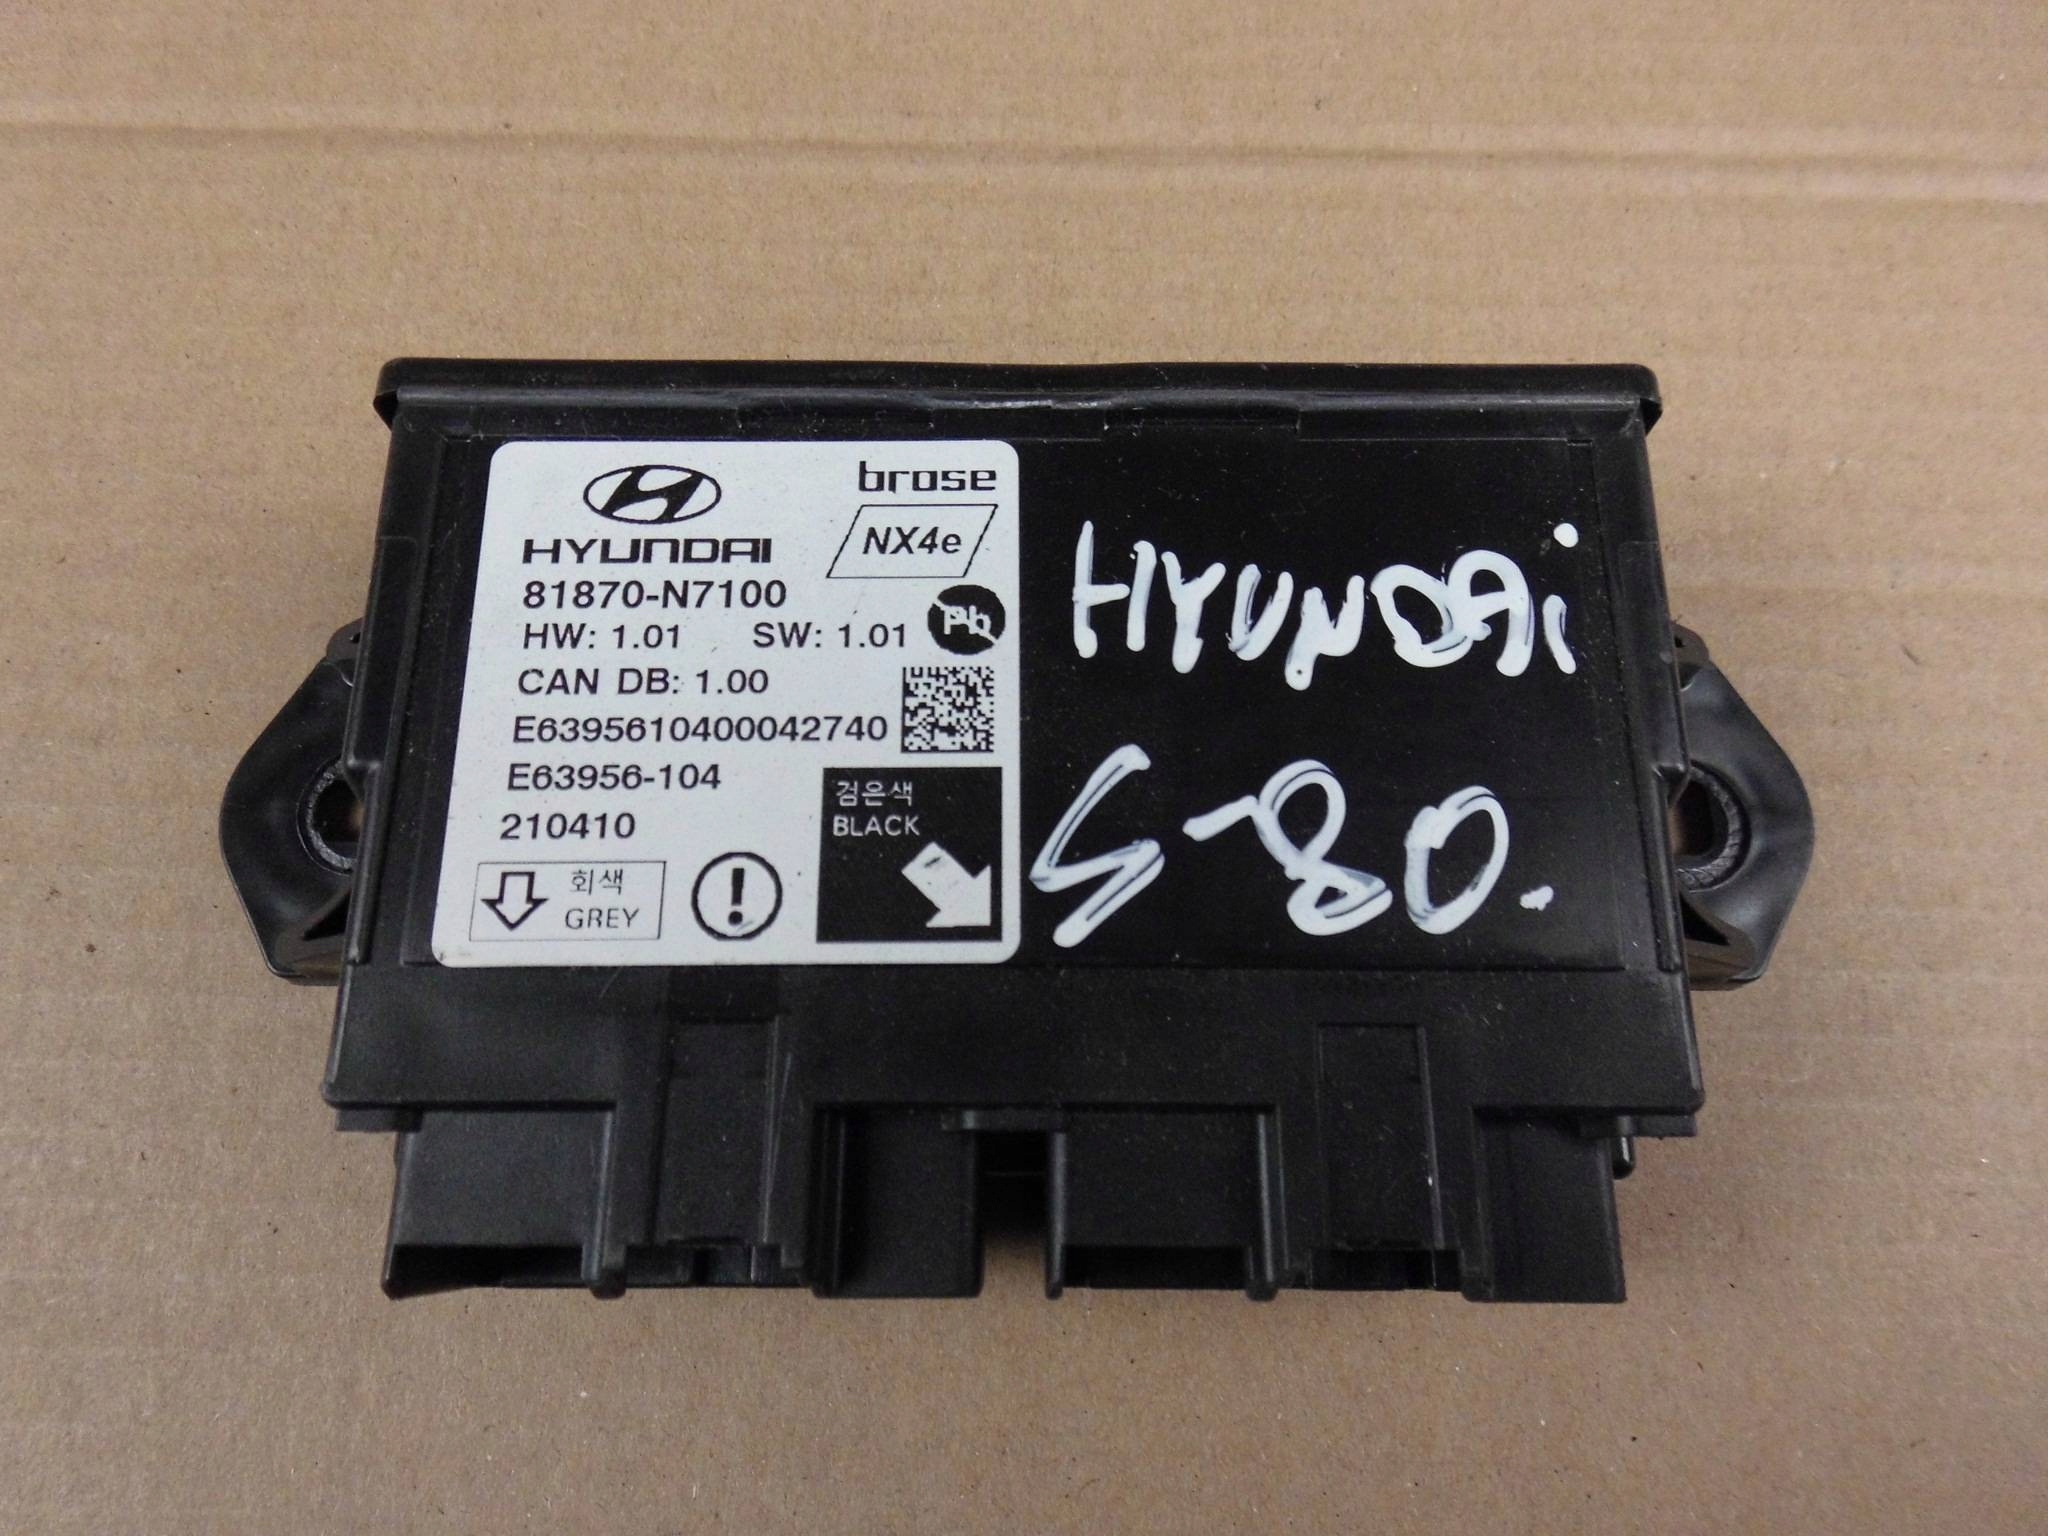 HYUNDAI
brose
NX4e
81870-N7100
HW: 1.01 SW: 1.01
Pb
CAN DB: 1.00
E6395610400042740
E63956-104
210410
회색
GREY
!
검은색
BLACK
HYUNDAi
S-80.